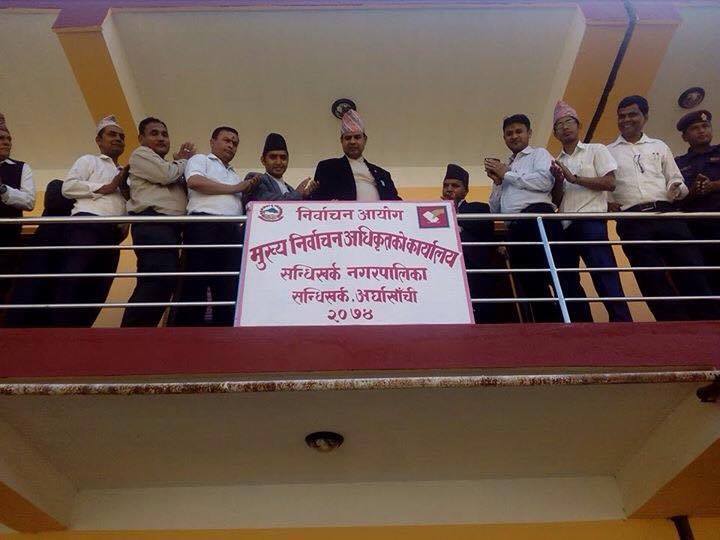 निर्वाचन आयोग
मुख्य निर्वाचन अधिकृतको कार्यालय
सन्धिखर्क नगरपालिका
सन्धिखर्क, अर्घाखाँची
२०७४